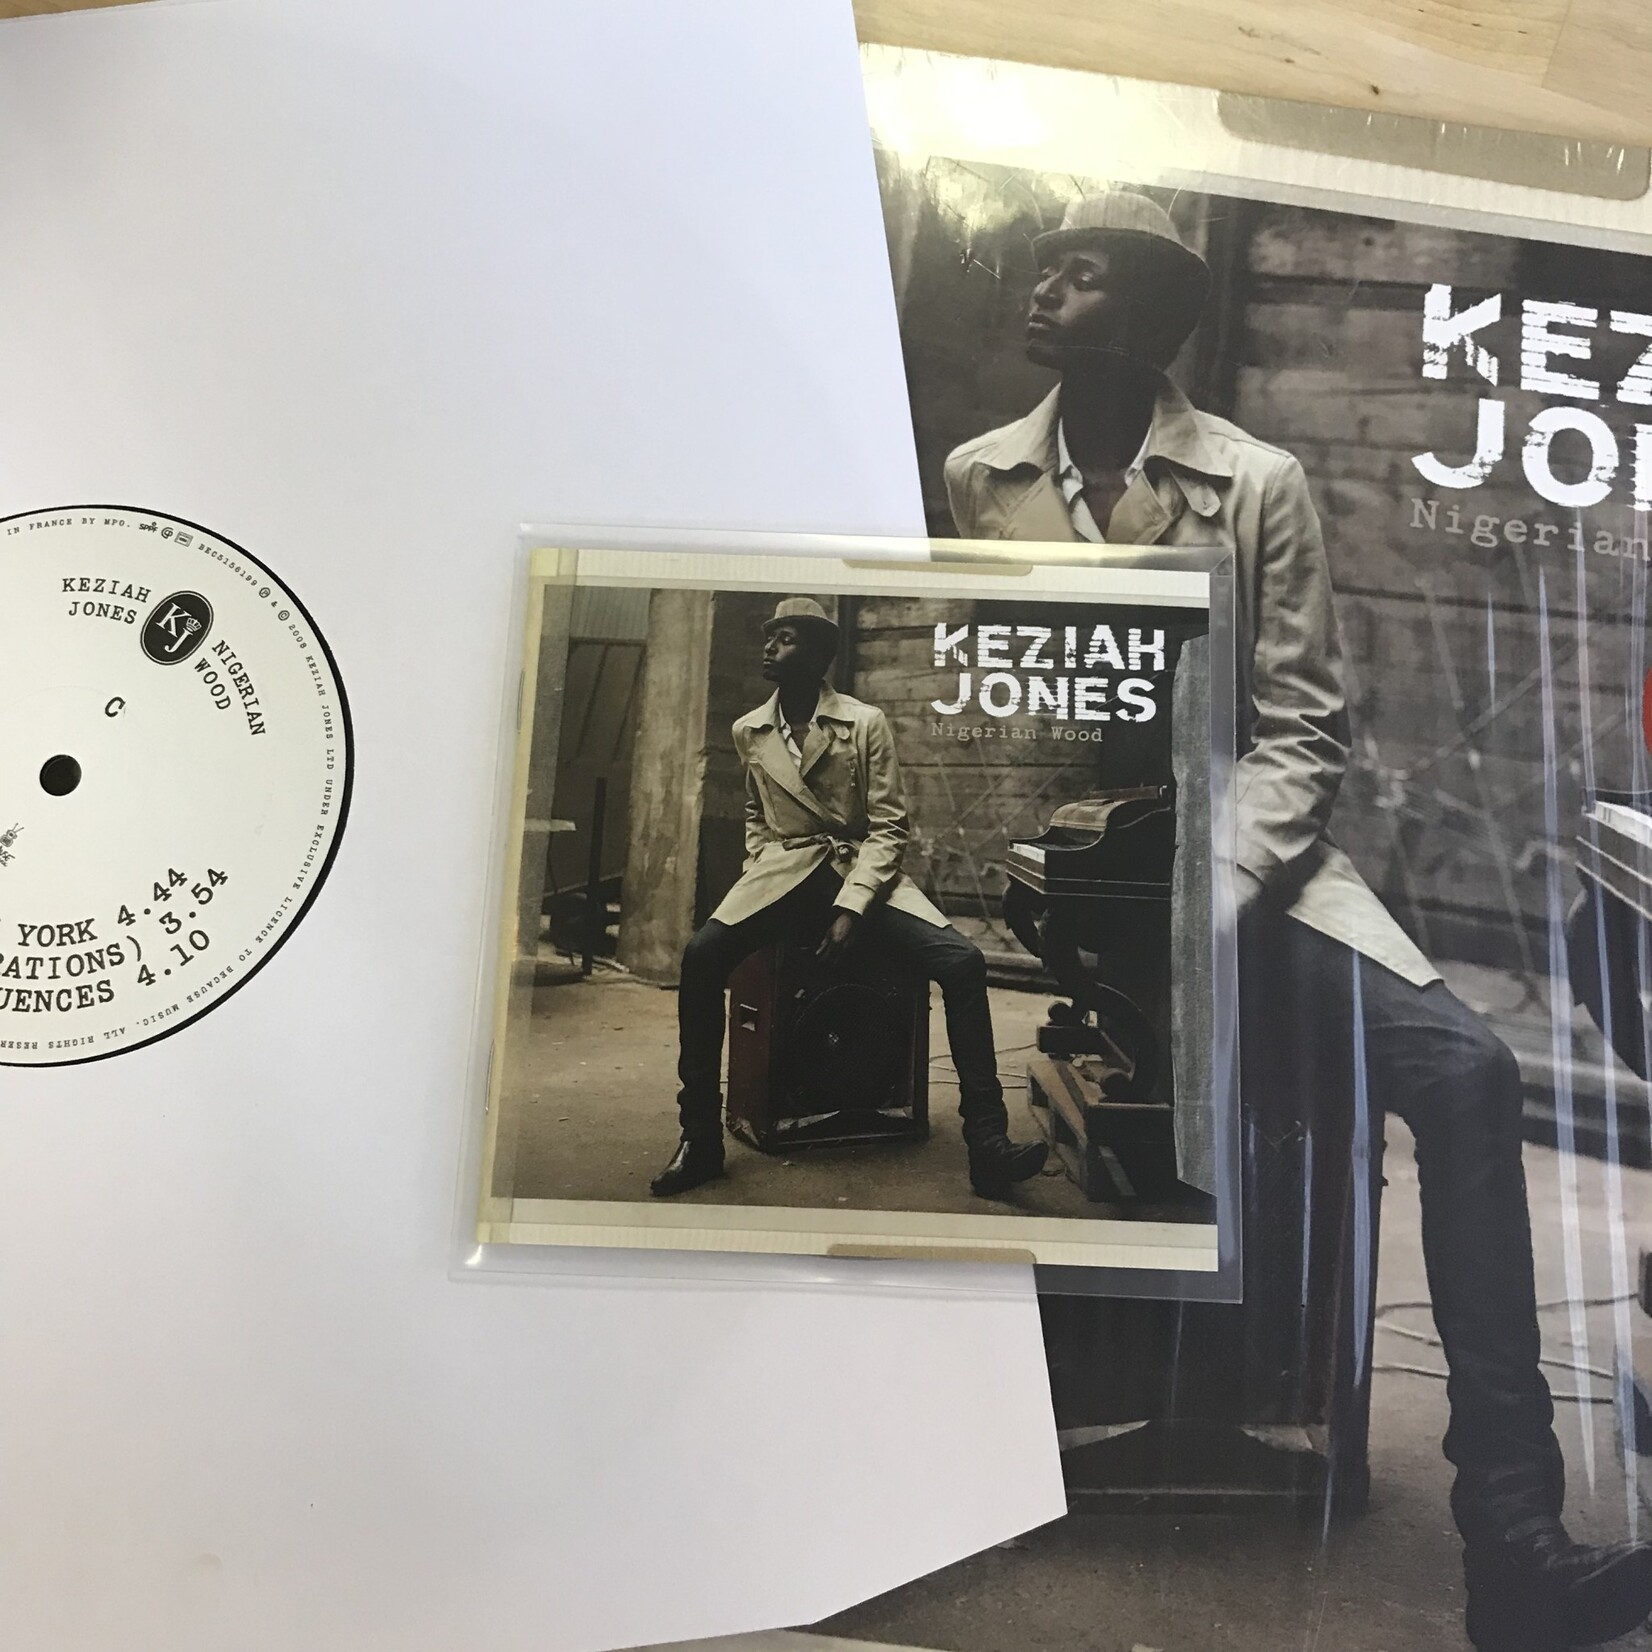 IN FRANCE BY MPO.
BEC5156199 ℗ & © 2008 KEZIAH JONES LTD UNDER EXCLUSIVE LICENCE TO BECAUSE MUSIC. ALL RIGHTS RESER
KEZIAH
JONES
KJ
NIGERIAN
WOOD
C
YORK 4.44
RATIONS) 3.54
UENCES 4.10
KEZIAH
JONES
Nigerian Wood
KEZ
JON
Nigerian